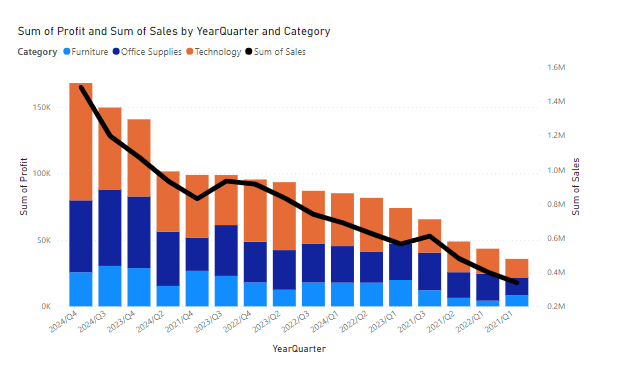 Sum of Profit and Sum of Sales by YearQuarter and Category
Category Furniture Office Supplies Technology Sum of Sales
Sum of Profit
150K
100K
50K
0K
1.6M
1.4M
1.2M
1.0M
0.8M
0.6M
0.4M
0.2M
Sum of Sales
2024/Q4
2024/Q3
2023/Q4
2024/Q2
2021/Q4
2023/Q3
2022/Q4
2023/Q2
2022/Q3
2024/Q1
2022/Q2
2023/Q1
2021/Q3
2021/Q2
2022/Q1
2021/Q1
YearQuarter